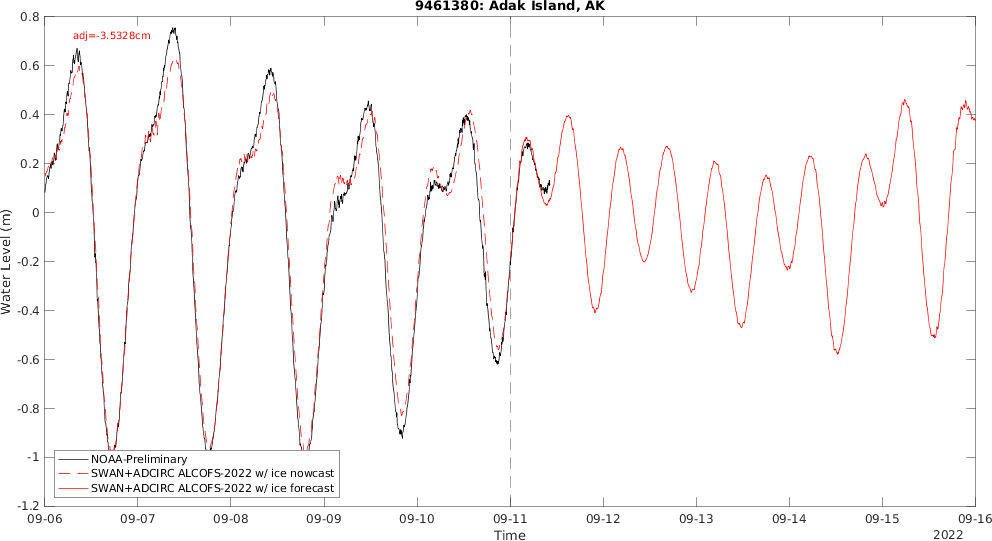 9461380: Adak Island, AK
adj=-3.5328cm
Water Level (m)
0.8
0.6
0.4
0.2
0
-0.2
-0.4
-0.6
-0.8
-1
-1.2
NOAA-Preliminary
SWAN+ADCIRC ALCOFS-2022 w/ ice nowcast
SWAN+ADCIRC ALCOFS-2022 w/ ice forecast
09-06 09-07 09-08 09-09 09-10 09-11 09-12 09-13 09-14 09-15 09-16
Time
2022